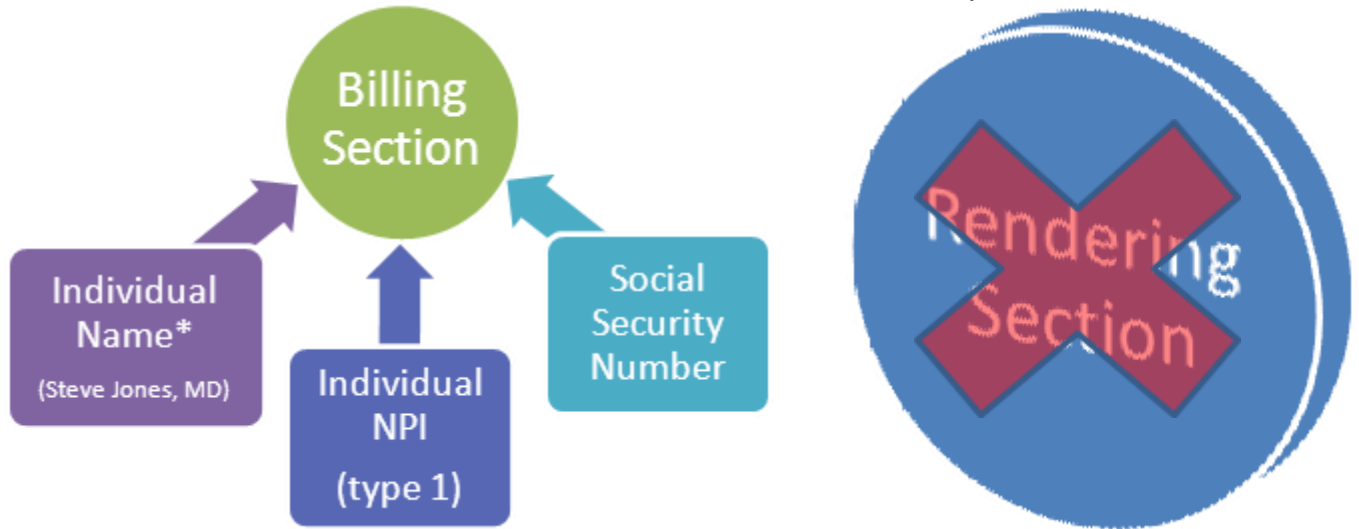 Billing
Section
Individual
Name*
(Steve Jones, MD)
Individual
NPI
(type 1)
Social
Security
Number
Rendering
Section